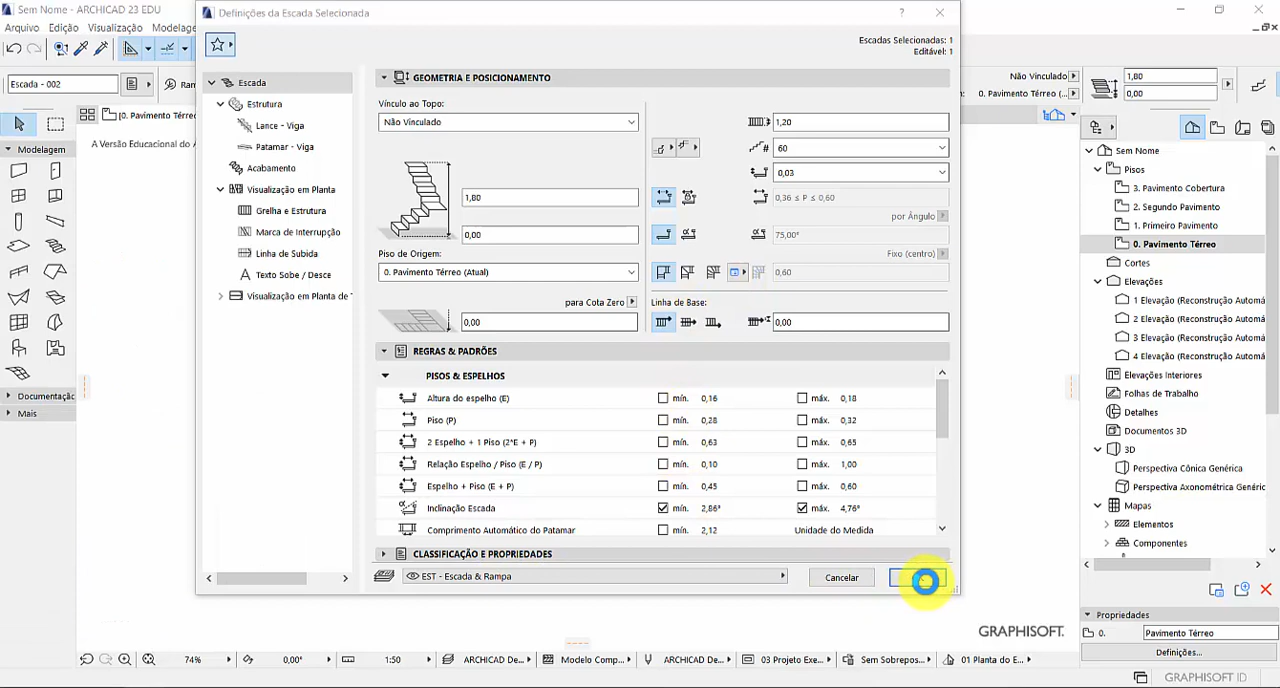 Sem Nome - ARCHICAD 23 EDU
Arquivo Edição Visualização
Definições da Escada Selecionada
?
Escadas Selecionadas: 1
Editável: 1
Escada - 002
Não Vinculado
0. Pavimento Térreo (
1,80
0,00
Modelagem
Documentação
Mais
Escada
Estrutura
Lance - Viga
Patamar - Viga
Acabamento
Visualização em Planta
Grelha e Estrutura
Marca de Interrupção
Linha de Subida
Texto Sobe / Desce
Visualização em Planta de
GEOMETRIA E POSICIONAMENTO
Vínculo ao Topo:
Não Vinculado
1,80
0,00
Piso de Origem:
0. Pavimento Térreo (Atual)
para Cota Zero
0,00
1,20
60
0,03
0,36 ≤ P ≤ 0,60
por Ângulo
75,00°
Fixo (centro)
0,60
Linha de Base:
0,00
REGRAS & PADRÕES
PISOS & ESPELHOS
Altura do espelho (E) mín. 0,16 máx. 0,18
Piso (P) mín. 0,28 máx. 0,32
2 Espelho + 1 Piso (2*E + P) mín. 0,63 máx. 0,65
Relação Espelho / Piso (E / P) mín. 0,10 máx. 1,00
Espelho + Piso (E + P) mín. 0,45 máx. 0,60
Inclinação Escada mín. 2,86° máx. 4,76°
Comprimento Automático do Patamar mín. 2,12 Unidade do Medida
CLASSIFICAÇÃO E PROPRIEDADES
EST - Escada & Rampa
Cancelar
Sem Nome
Pisos
3. Pavimento Cobertura
2. Segundo Pavimento
1. Primeiro Pavimento
0. Pavimento Térreo
Cortes
Elevações
1 Elevação (Reconstrução Automá
2 Elevação (Reconstrução Automá
3 Elevação (Reconstrução Automá
4 Elevação (Reconstrução Automá
Elevações Interiores
Folhas de Trabalho
Detalhes
Documentos 3D
3D
Perspectiva Cônica Genérica
Perspectiva Axonométrica Genéric
Mapas
Elementos
Componentes
Propriedades
0. Pavimento Térreo
Definições...
GRAPHISOFT.
74% 0,00° 1:50 ARCHICAD De... Modelo Comp... ARCHICAD De... 03 Projeto Exe... Sem Sobrepos... 01 Planta do E...
GRAPHISOFT ID